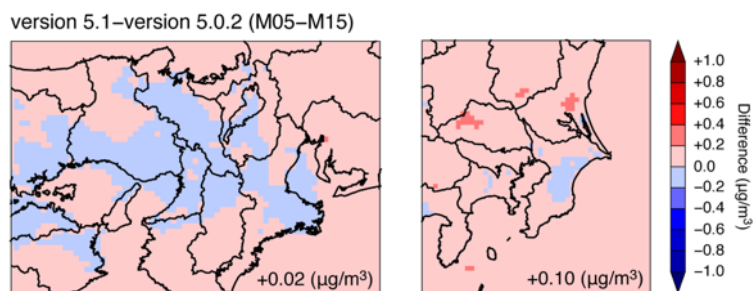 version 5.1−version 5.0.2 (M05−M15)
+0.02 (μg/m³)
+0.10 (μg/m³)
+1.0
+0.8
+0.6
+0.4
+0.2
0.0
−0.2
−0.4
−0.6
−0.8
−1.0
Difference (μg/m³)